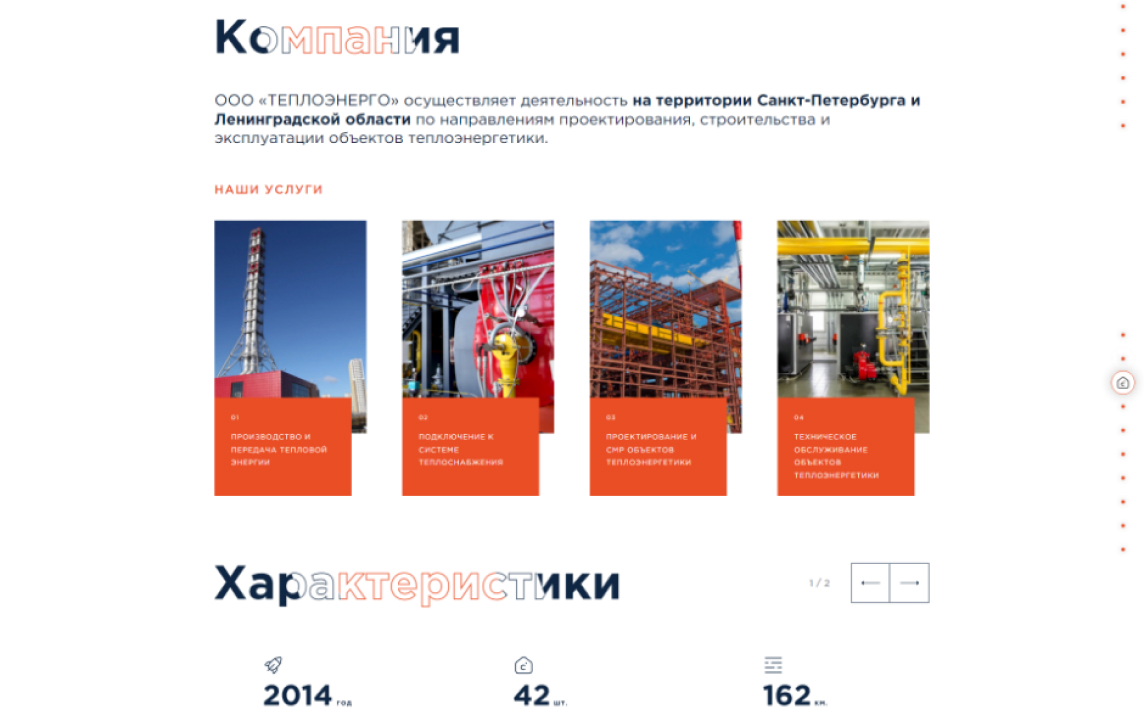 Компания
ООО «ТЕПЛОЭНЕРГО» осуществляет деятельность на территории Санкт-Петербурга и
Ленинградской области по направлениям проектирования, строительства и
эксплуатации объектов теплоэнергетики.
НАШИ УСЛУГИ
01
ПРОИЗВОДСТВО И
ПЕРЕДАЧА ТЕПЛОВОЙ
ЭНЕРГИИ
02
ПОДКЛЮЧЕНИЕ К
СИСТЕМЕ
ТЕПЛОСНАБЖЕНИЯ
03
ПРОЕКТИРОВАНИЕ И
СМР ОБЪЕКТОВ
ТЕПЛОЭНЕРГЕТИКИ
04
ТЕХНИЧЕСКОЕ
ОБСЛУЖИВАНИЕ
ОБЪЕКТОВ
ТЕПЛОЭНЕРГЕТИКИ
Характеристики
1 / 2
2014 год
42 шт.
162 км.